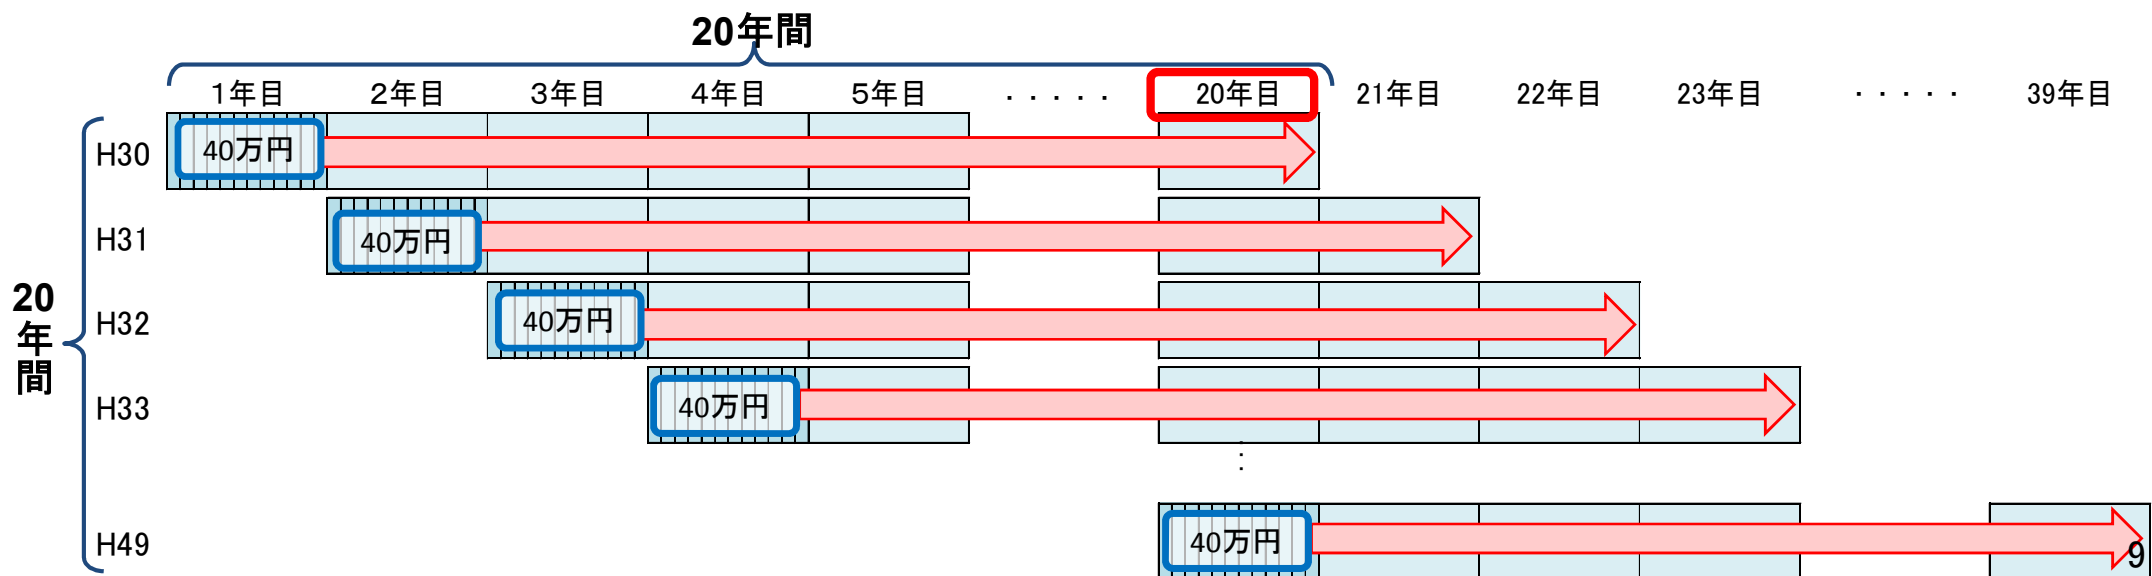 20年間
1年目 2年目 3年目 4年目 5年目 ・・・・・ 20年目 21年目 22年目 23年目 ・・・・・ 39年目
H30 40万円
H31 40万円
20年間
H32 40万円
H33 40万円
:
H49 40万円
9